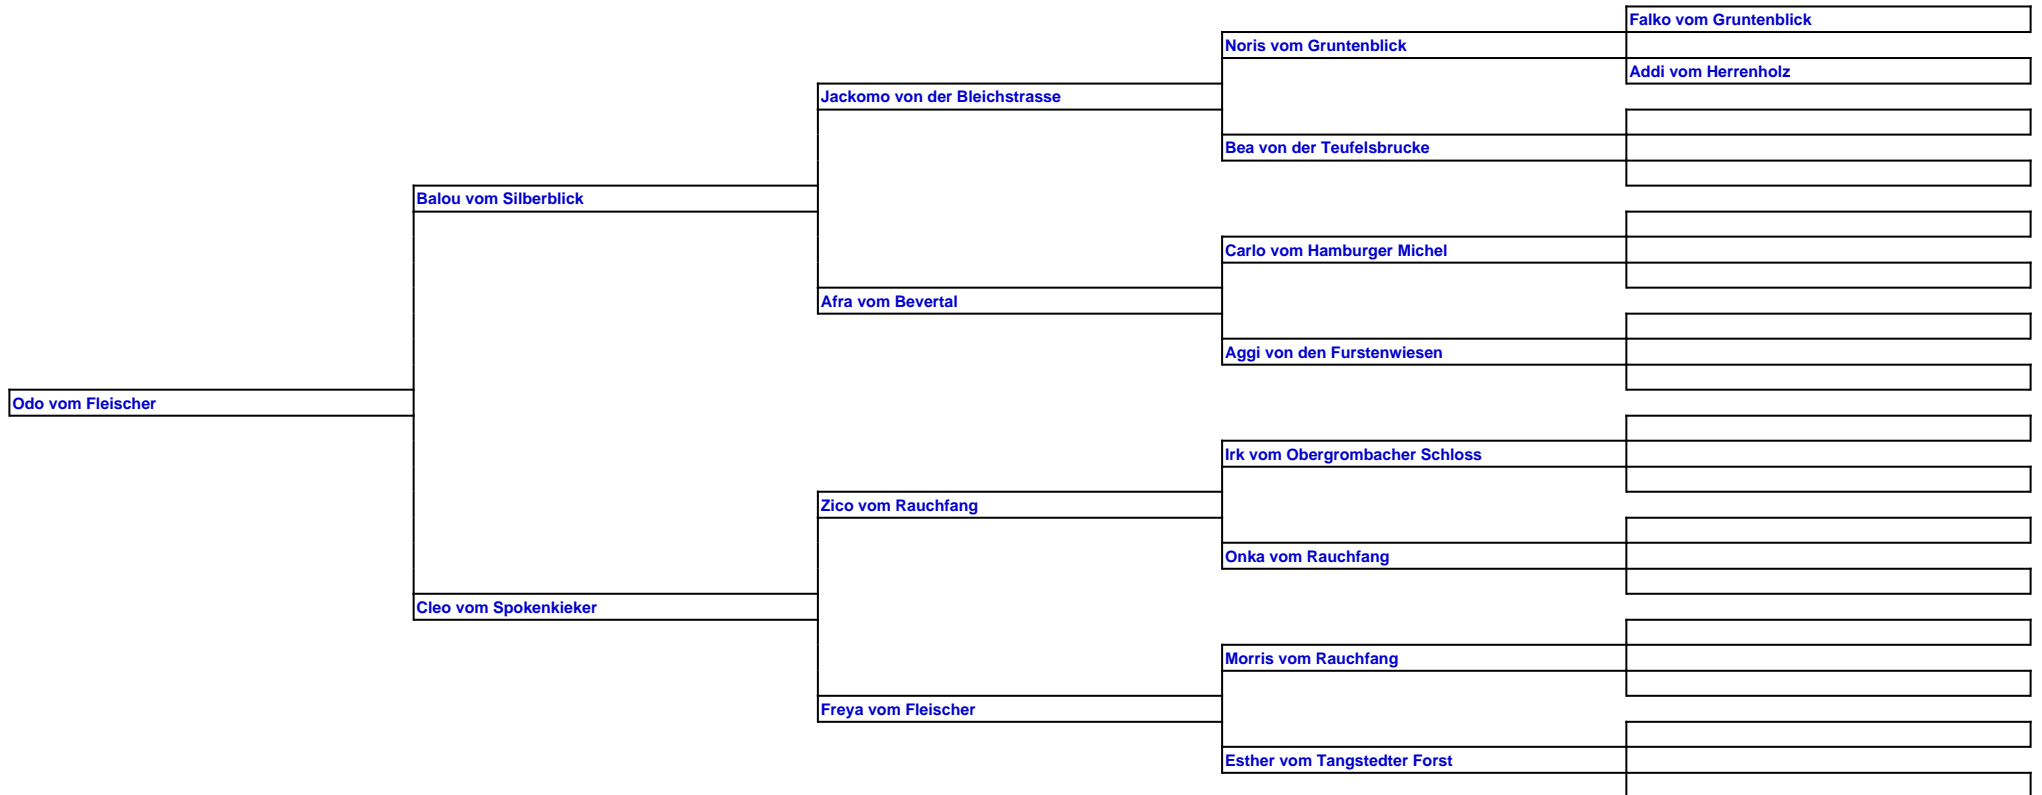 Falko vom Gruntenblick
Noris vom Gruntenblick
Addi vom Herrenholz
Jackomo von der Bleichstrasse
Bea von der Teufelsbrucke
Balou vom Silberblick
Carlo vom Hamburger Michel
Afra vom Bevertal
Aggi von den Furstenwiesen
Odo vom Fleischer
Irk vom Obergrombacher Schloss
Zico vom Rauchfang
Onka vom Rauchfang
Cleo vom Spokenkieker
Morris vom Rauchfang
Freya vom Fleischer
Esther vom Tangstedter Forst